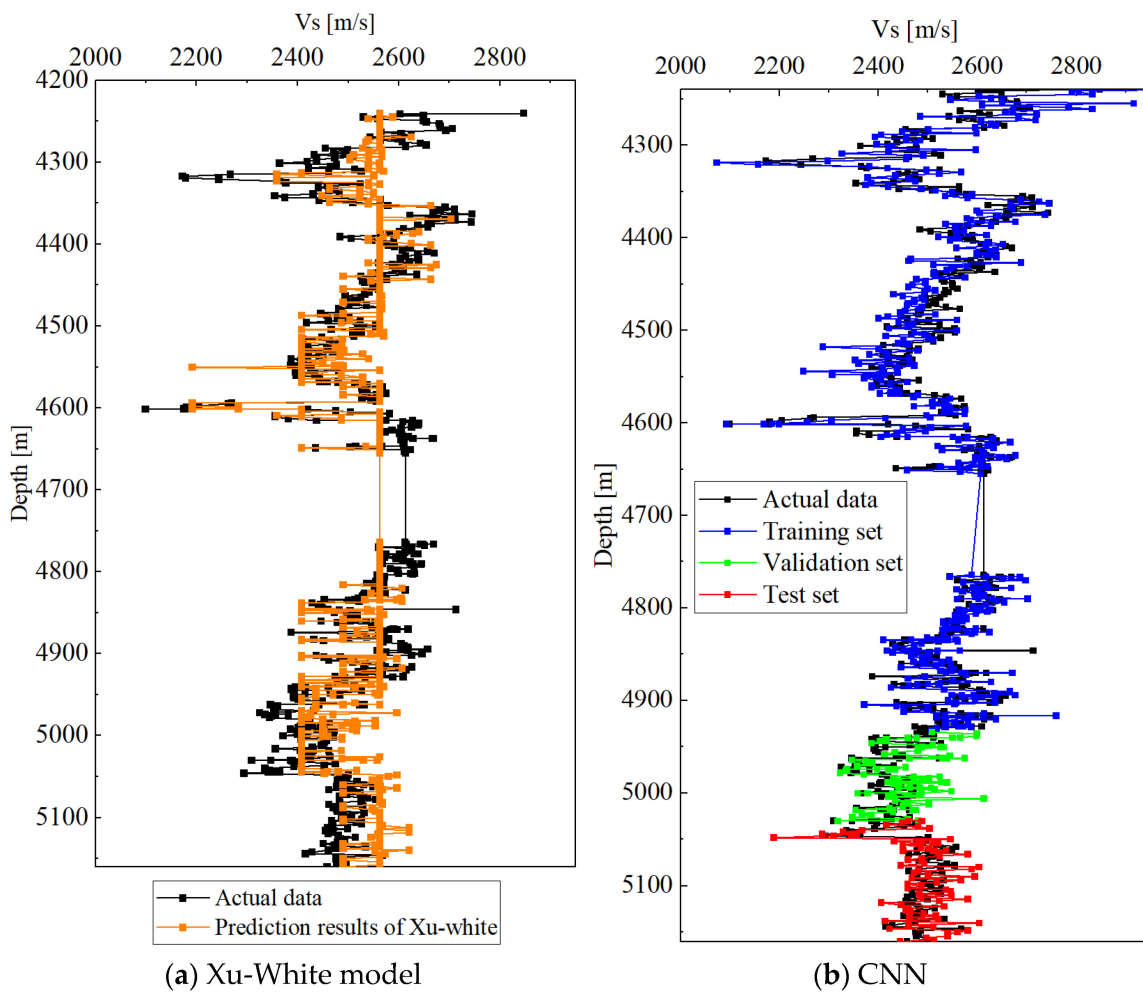 Vs [m/s]
2000 2200 2400 2600 2800
4200
4300
4400
4500
4600
4700
4800
4900
5000
5100
Depth [m]
Actual data
Prediction results of Xu-white
(a) Xu-White model
Vs [m/s]
2000 2200 2400 2600 2800
4300
4400
4500
4600
4700
4800
4900
5000
5100
Depth [m]
Actual data
Training set
Validation set
Test set
(b) CNN